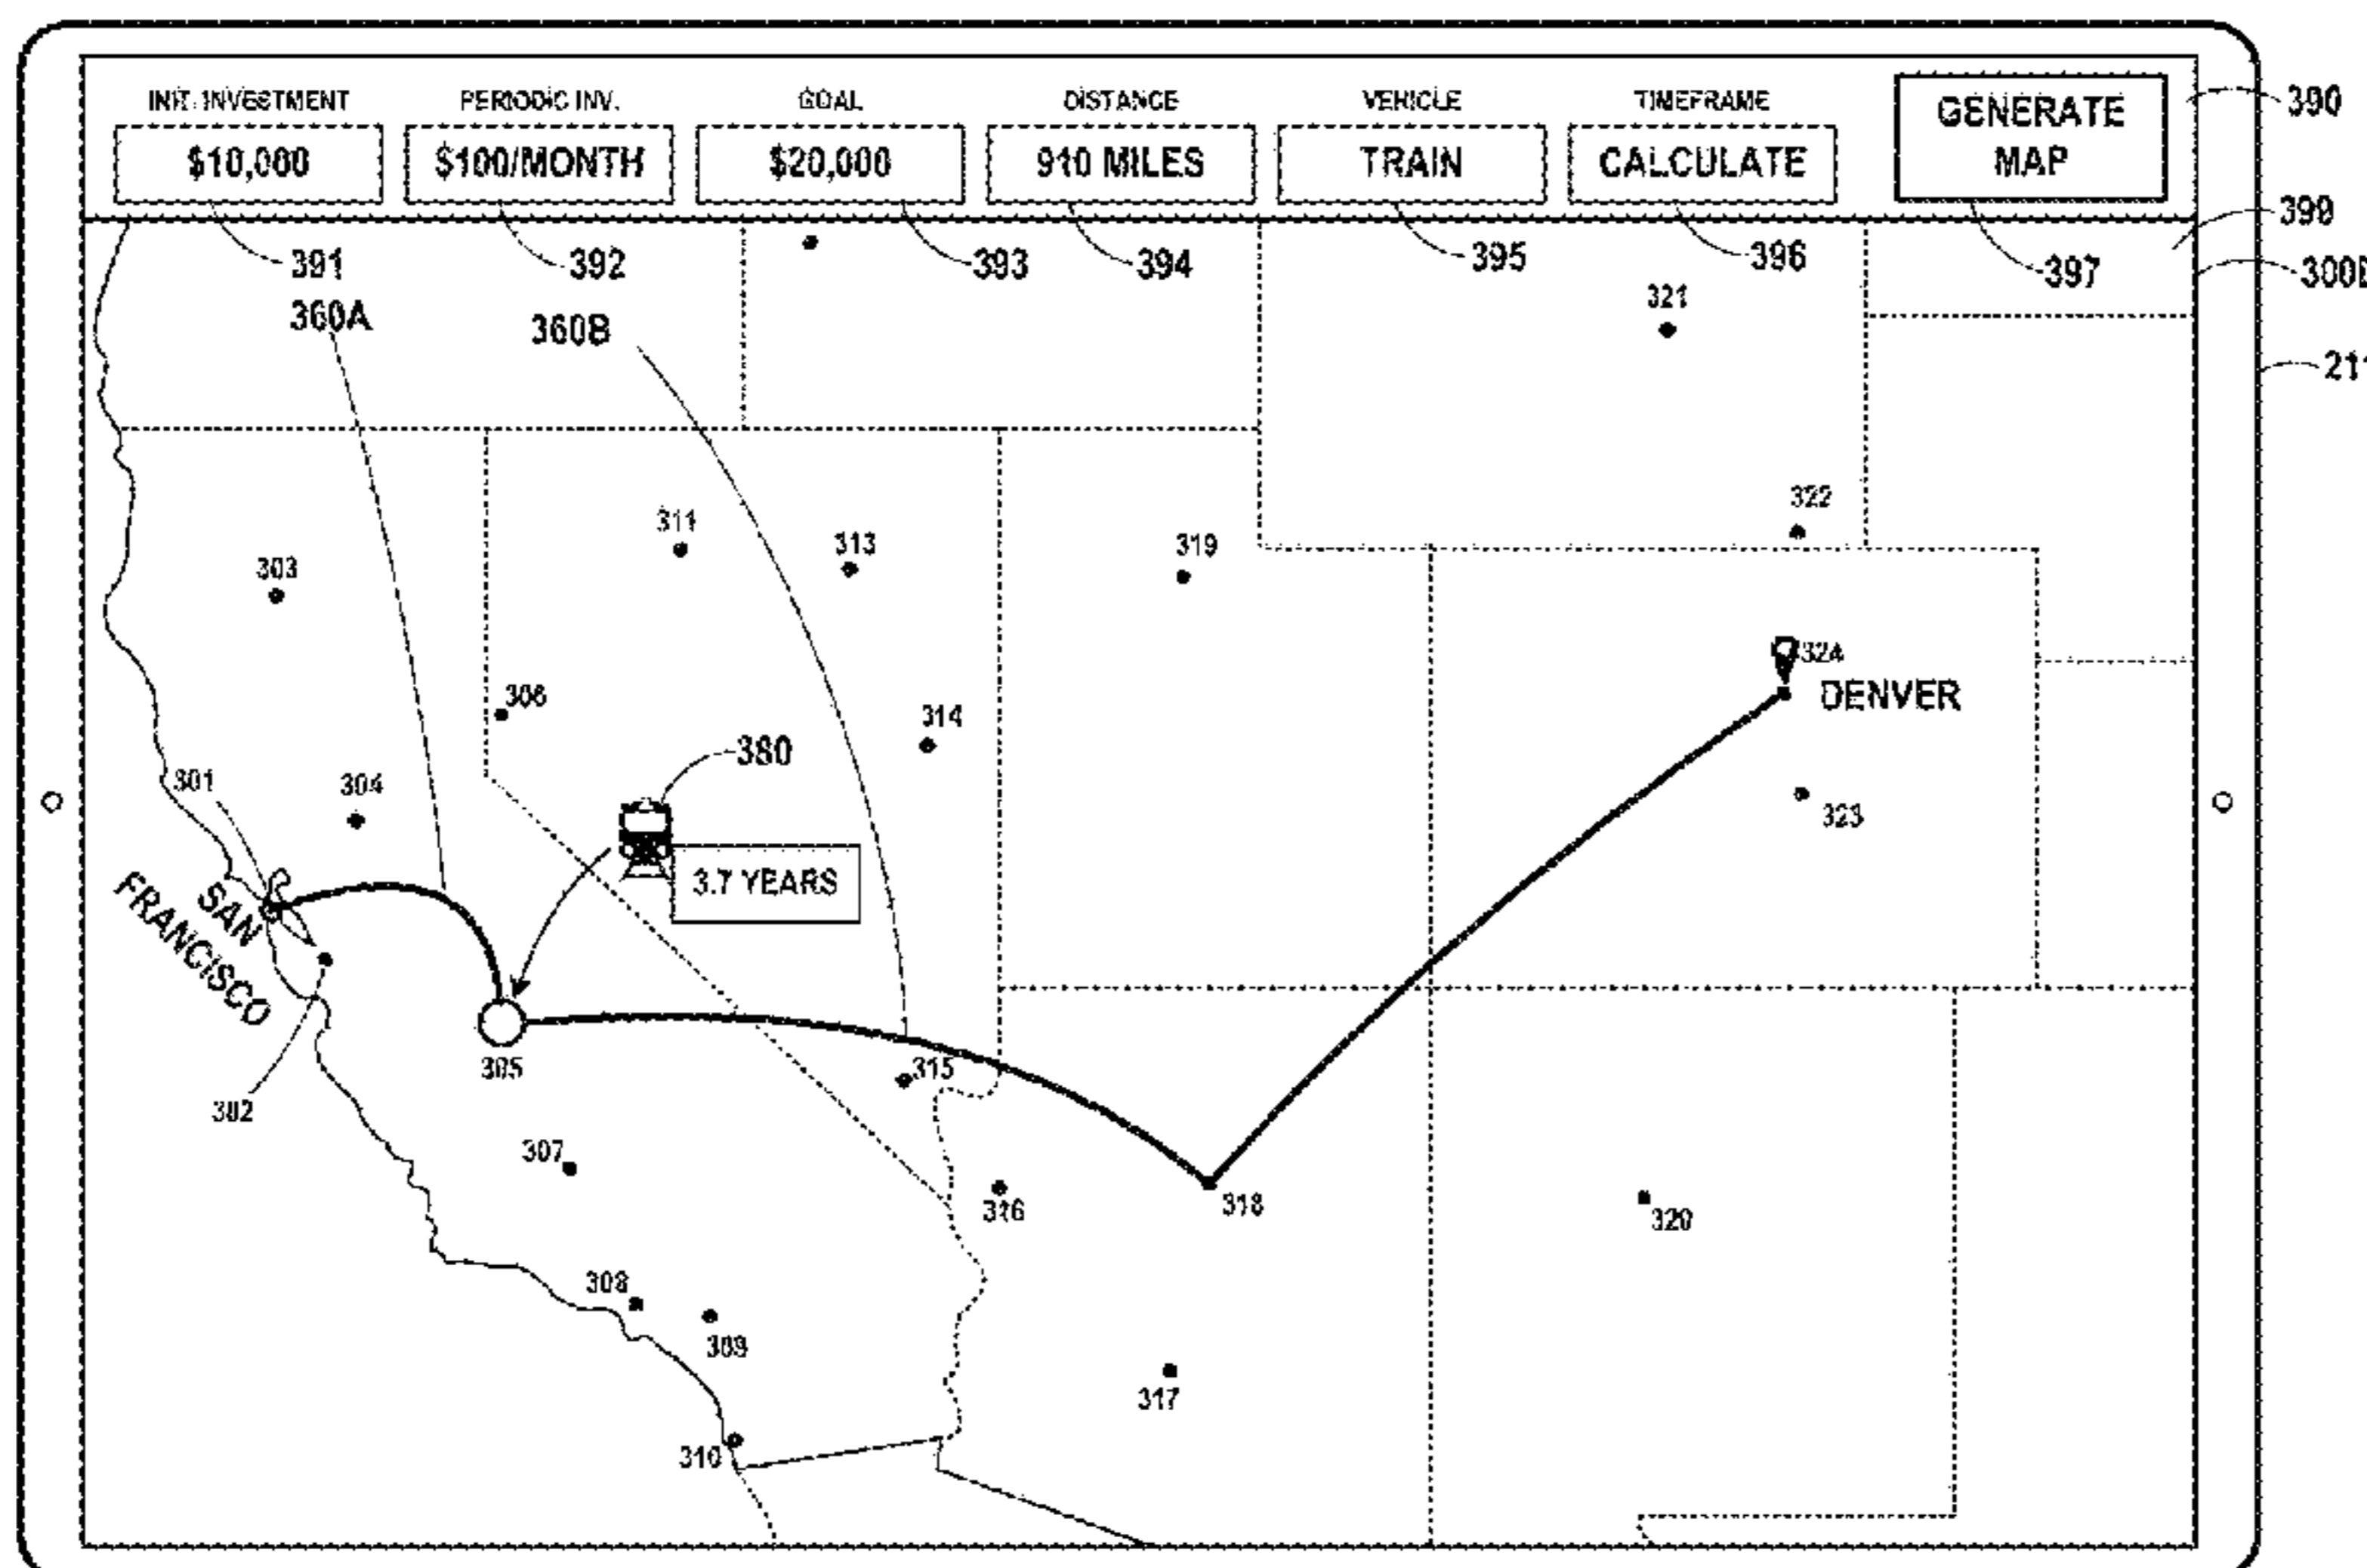 INIT. INVESTMENT PERIODIC INV. GOAL DISTANCE VEHICLE TIMEFRAME
$10,000 $100/MONTH $20,000 910 MILES TRAIN CALCULATE
GENERATE
MAP
390
399
391 392 393 394 395 396 397
360A 360B
321
322
311
313
319
303
306
314
324
DENVER
380
301
304
323
3.7 YEARS
SAN
FRANCISCO
305
315
302
307
316
318
320
308
309
317
310